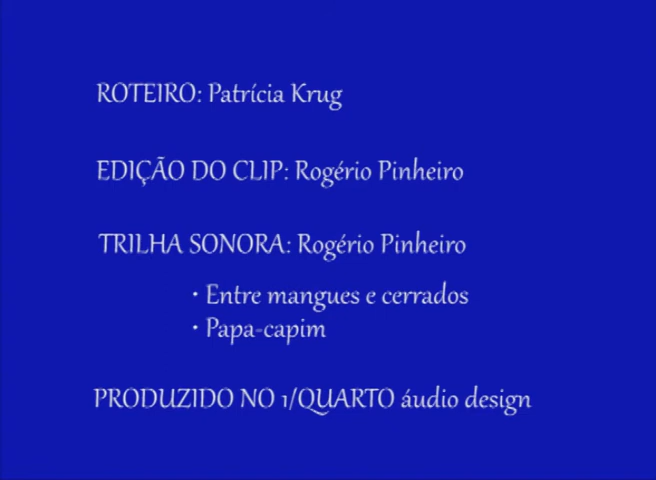 ROTEIRO: Patrícia Krug
EDIÇÃO DO CLIP: Rogério Pinheiro
TRILHA SONORA: Rogério Pinheiro
• Entre mangues e cerrados
• Papa-capim
PRODUZIDO NO 1/QUARTO áudio design